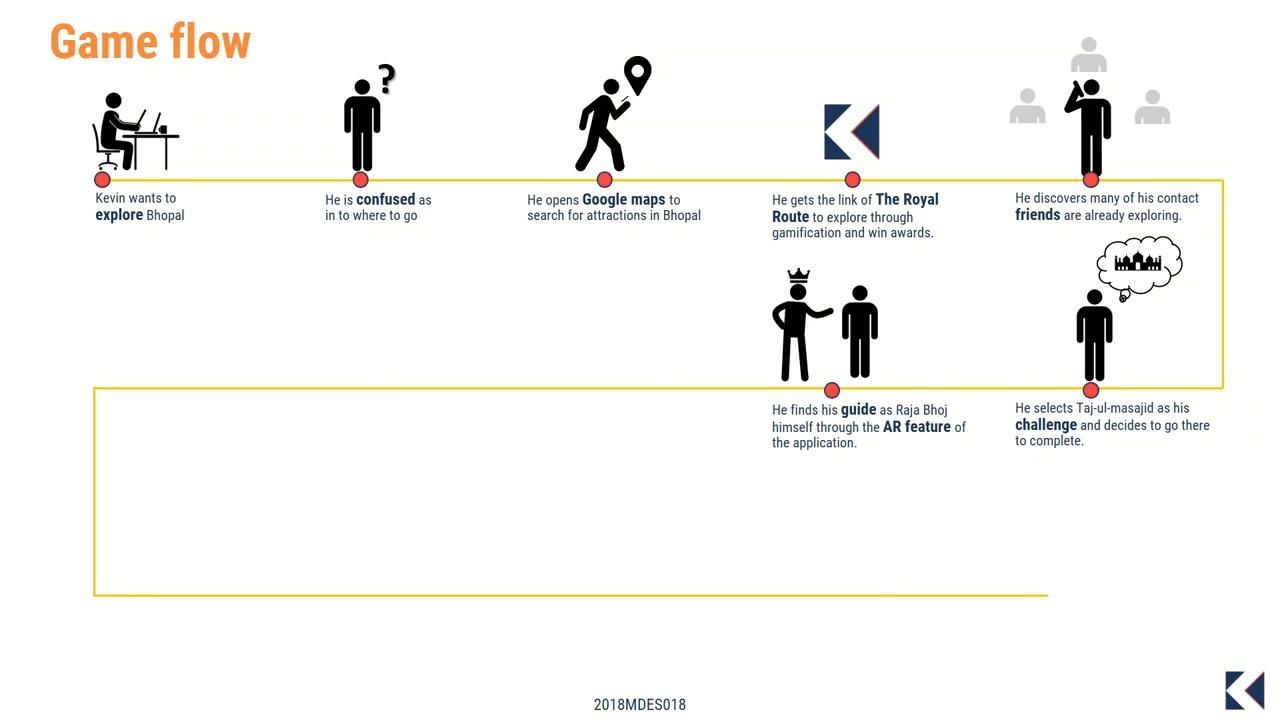 Game flow
?
Kevin wants to
explore Bhopal
He is confused as
in to where to go
He opens Google maps to
search for attractions in Bhopal
He gets the link of The Royal
Route to explore through
gamification and win awards.
He discovers many of his contact
friends are already exploring.
He selects Taj-ul-masajid as his
challenge and decides to go there
to complete.
He finds his guide as Raja Bhoj
himself through the AR feature of
the application.
2018MDES018